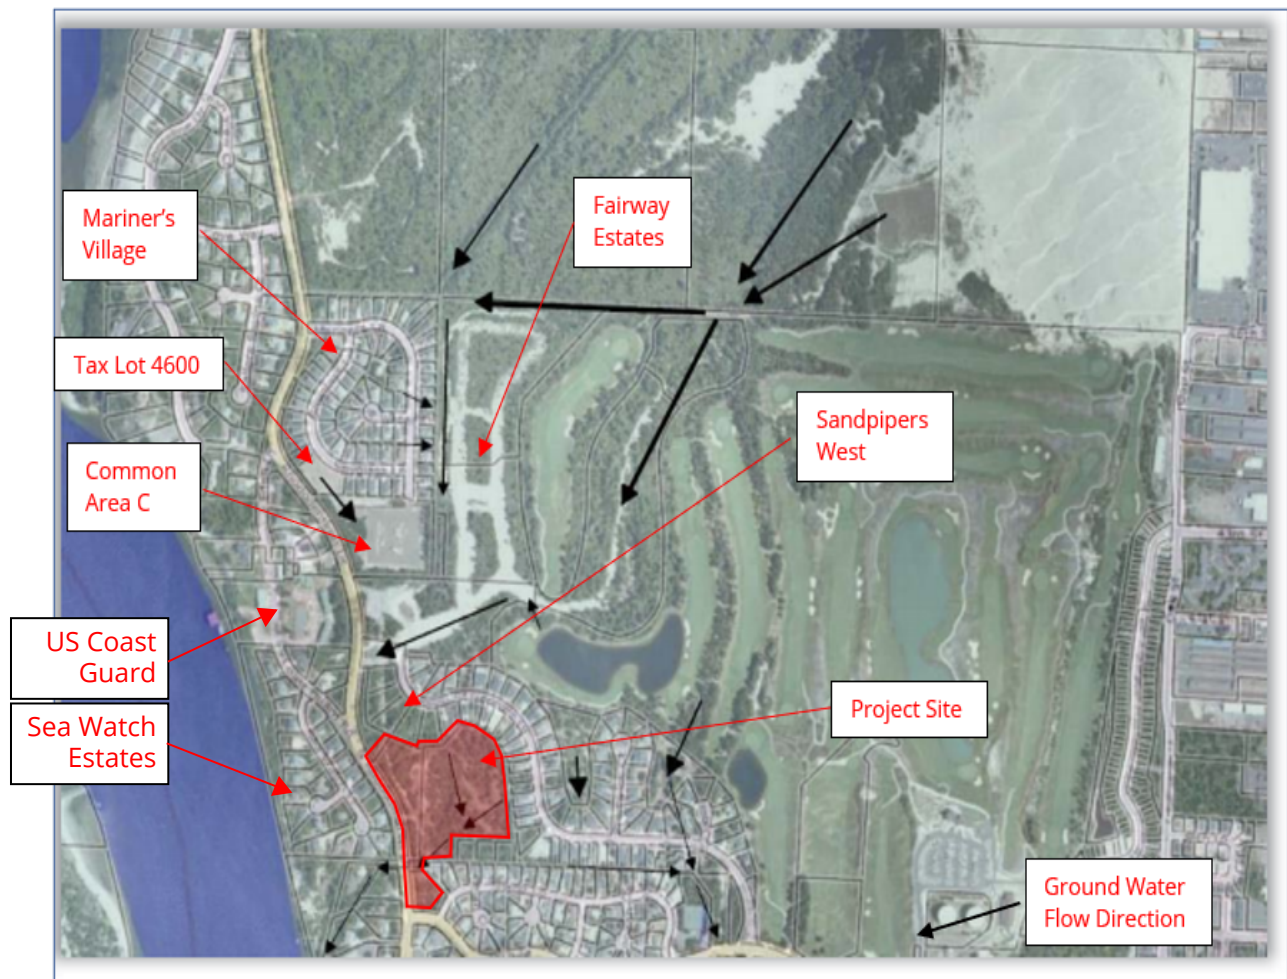 Mariner's
Village
Fairway
Estates
Tax Lot 4600
Sandpipers
West
Common
Area C
US Coast
Guard
Sea Watch
Estates
Project Site
Ground Water
Flow Direction